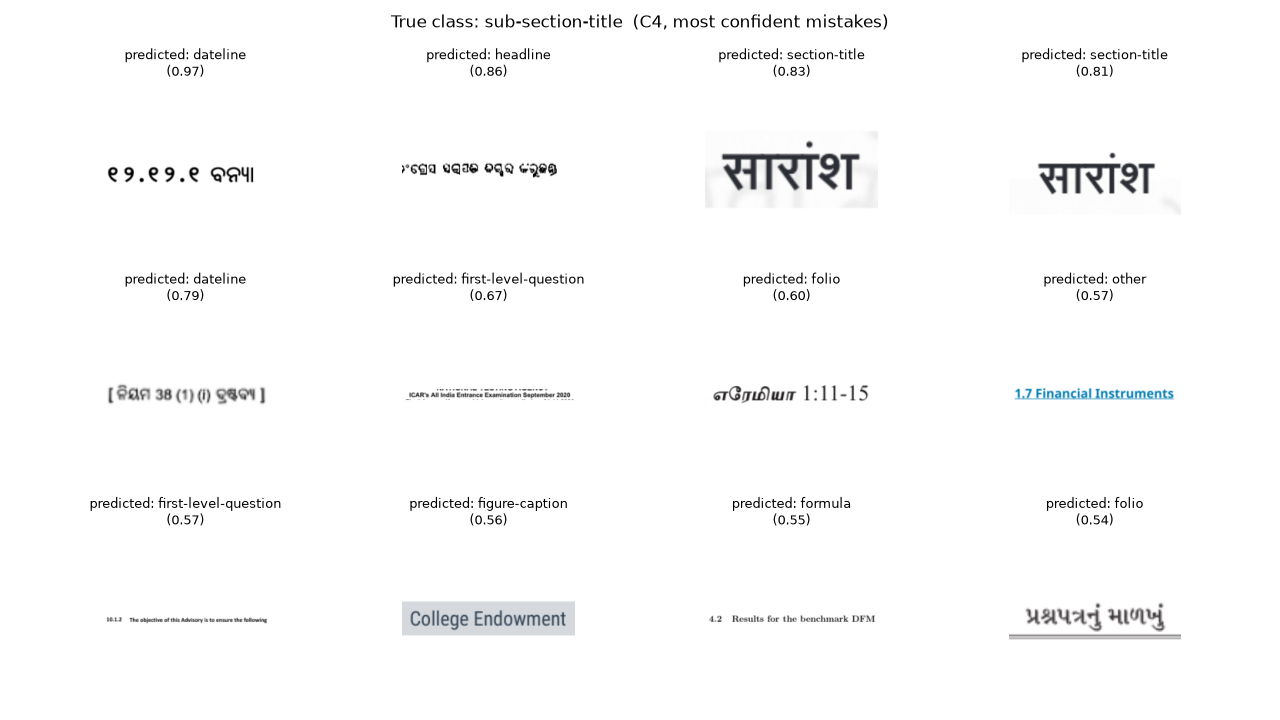 True class: sub-section-title (C4, most confident mistakes)
predicted: dateline
(0.97)
predicted: headline
(0.86)
predicted: section-title
(0.83)
predicted: section-title
(0.81)
୧୨.୧୨.୧ ବନ୍ୟା
सारांश
सारांश
predicted: dateline
(0.79)
predicted: first-level-question
(0.67)
predicted: folio
(0.60)
predicted: other
(0.57)
[ ନିୟମ 38 (1) (i) ଦ୍ରଷ୍ଟବ୍ୟ ]
ICAR's All India Entrance Examination September 2020
எரேமியா 1:11-15
1.7 Financial Instruments
predicted: first-level-question
(0.57)
predicted: figure-caption
(0.56)
predicted: formula
(0.55)
predicted: folio
(0.54)
10.1.2 The objective of this Advisory is to ensure the following
College Endowment
4.2 Results for the benchmark DFM
પ્રશ્નપત્રનું માળખું